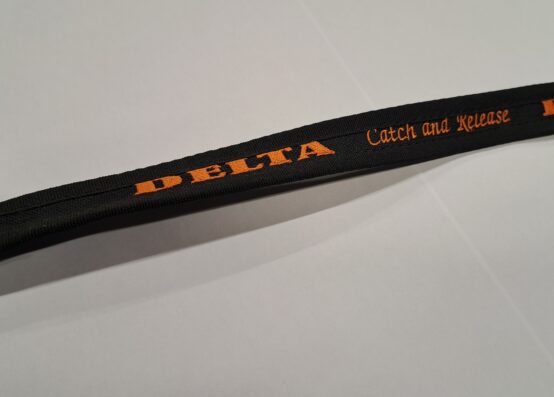 DELTA Catch and Release